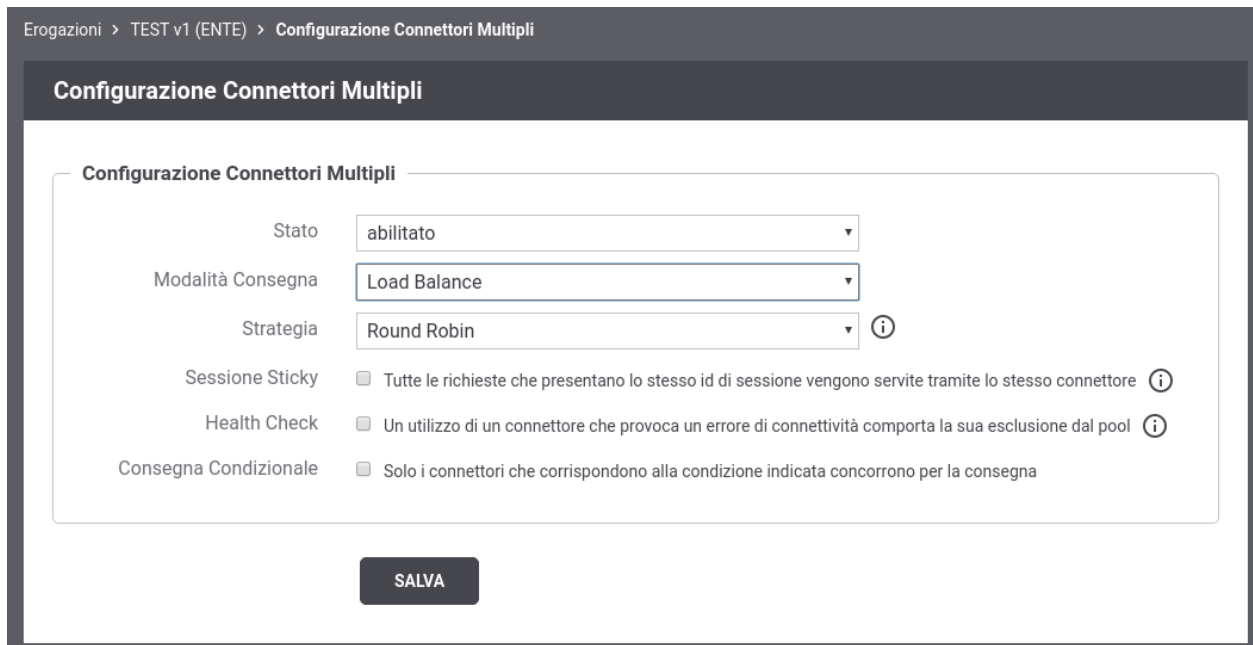 Erogazioni > TEST v1 (ENTE) > Configurazione Connettori Multipli
Configurazione Connettori Multipli
Configurazione Connettori Multipli
Stato abilitato
Modalità Consegna Load Balance
Strategia Round Robin
Sessione Sticky Tutte le richieste che presentano lo stesso id di sessione vengono servite tramite lo stesso connettore
Health Check Un utilizzo di un connettore che provoca un errore di connettività comporta la sua esclusione dal pool
Consegna Condizionale Solo i connettori che corrispondono alla condizione indicata concorrono per la consegna
SALVA